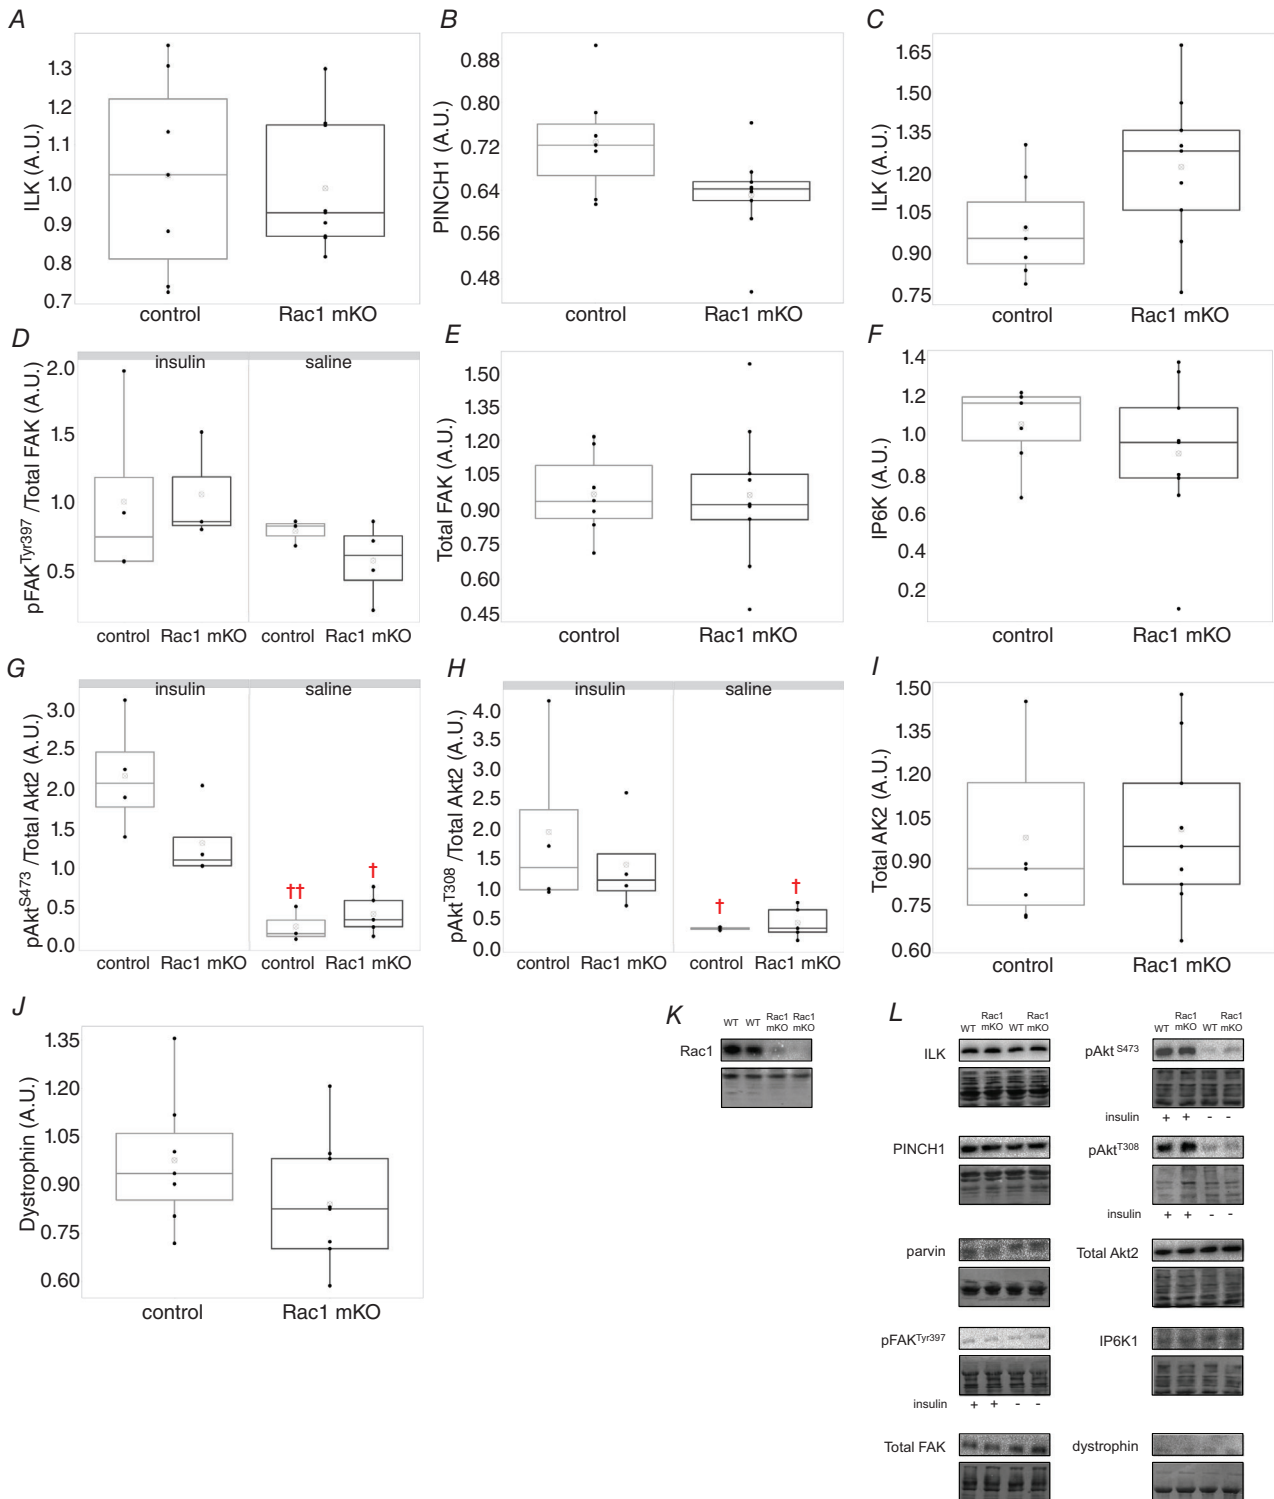 A
ILK (A.U.)
1.3
1.2
1.1
1.0
0.9
0.8
0.7
control
Rac1 mKO
B
PINCH1 (A.U.)
0.88
0.80
0.72
0.64
0.56
0.48
control
Rac1 mKO
C
ILK (A.U.)
1.65
1.50
1.35
1.20
1.05
0.90
0.75
control
Rac1 mKO
D
insulin
saline
pFAK^Tyr397 /Total FAK (A.U.)
2.0
1.5
1.0
0.5
control
Rac1 mKO
control
Rac1 mKO
E
Total FAK (A.U.)
1.50
1.35
1.20
1.05
0.90
0.75
0.60
0.45
control
Rac1 mKO
F
IP6K (A.U.)
1.4
1.2
1.0
0.8
0.6
0.4
0.2
control
Rac1 mKO
G
insulin
saline
pAkt^S473 /Total Akt2 (A.U.)
3.0
2.5
2.0
1.5
1.0
0.5
0.0
††
†
control
Rac1 mKO
control
Rac1 mKO
H
insulin
saline
pAkt^T308 /Total Akt2 (A.U.)
4.0
3.5
3.0
2.5
2.0
1.5
1.0
0.5
0.0
†
†
control
Rac1 mKO
control
Rac1 mKO
I
Total AK2 (A.U.)
1.50
1.20
1.05
0.90
0.75
0.60
control
Rac1 mKO
J
Dystrophin (A.U.)
1.35
1.20
1.05
0.90
0.75
0.60
control
Rac1 mKO
K
WT WT Rac1 mKO Rac1 mKO
Rac1
L
WT Rac1 mKO WT Rac1 mKO
ILK
PINCH1
parvin
pFAK^Tyr397
insulin + + - -
Total FAK
WT Rac1 mKO WT Rac1 mKO
pAkt^S473
insulin + + - -
pAkt^T308
insulin + + - -
Total Akt2
IP6K1
dystrophin